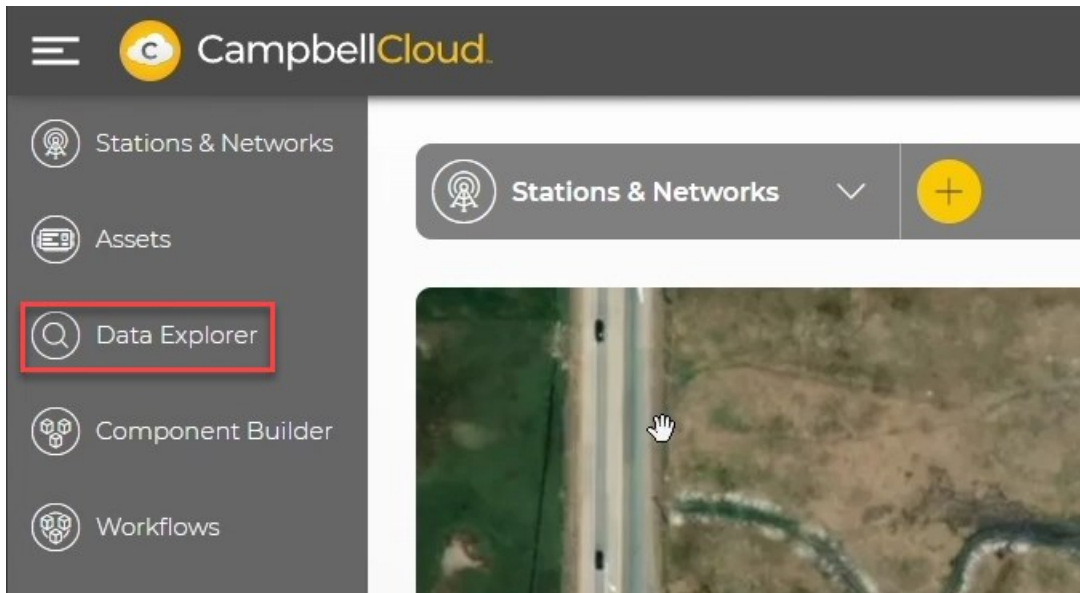 CampbellCloud
Stations & Networks
Assets
Data Explorer
Component Builder
Workflows
Stations & Networks